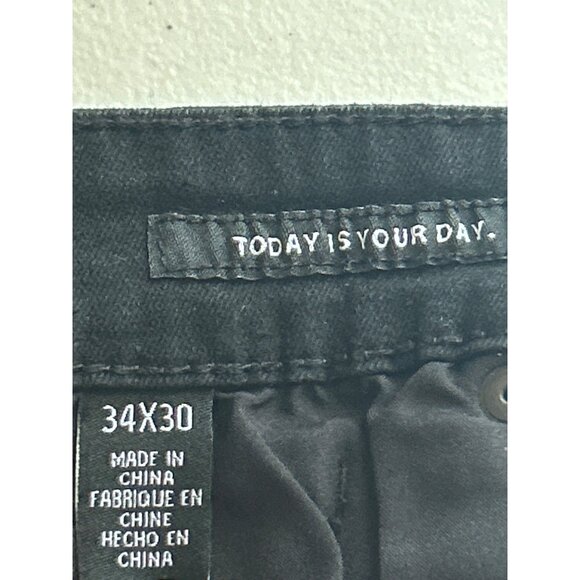 TODAY IS YOUR DAY.
34X30
MADE IN
CHINA
FABRIQUE EN
CHINE
HECHO EN
CHINA